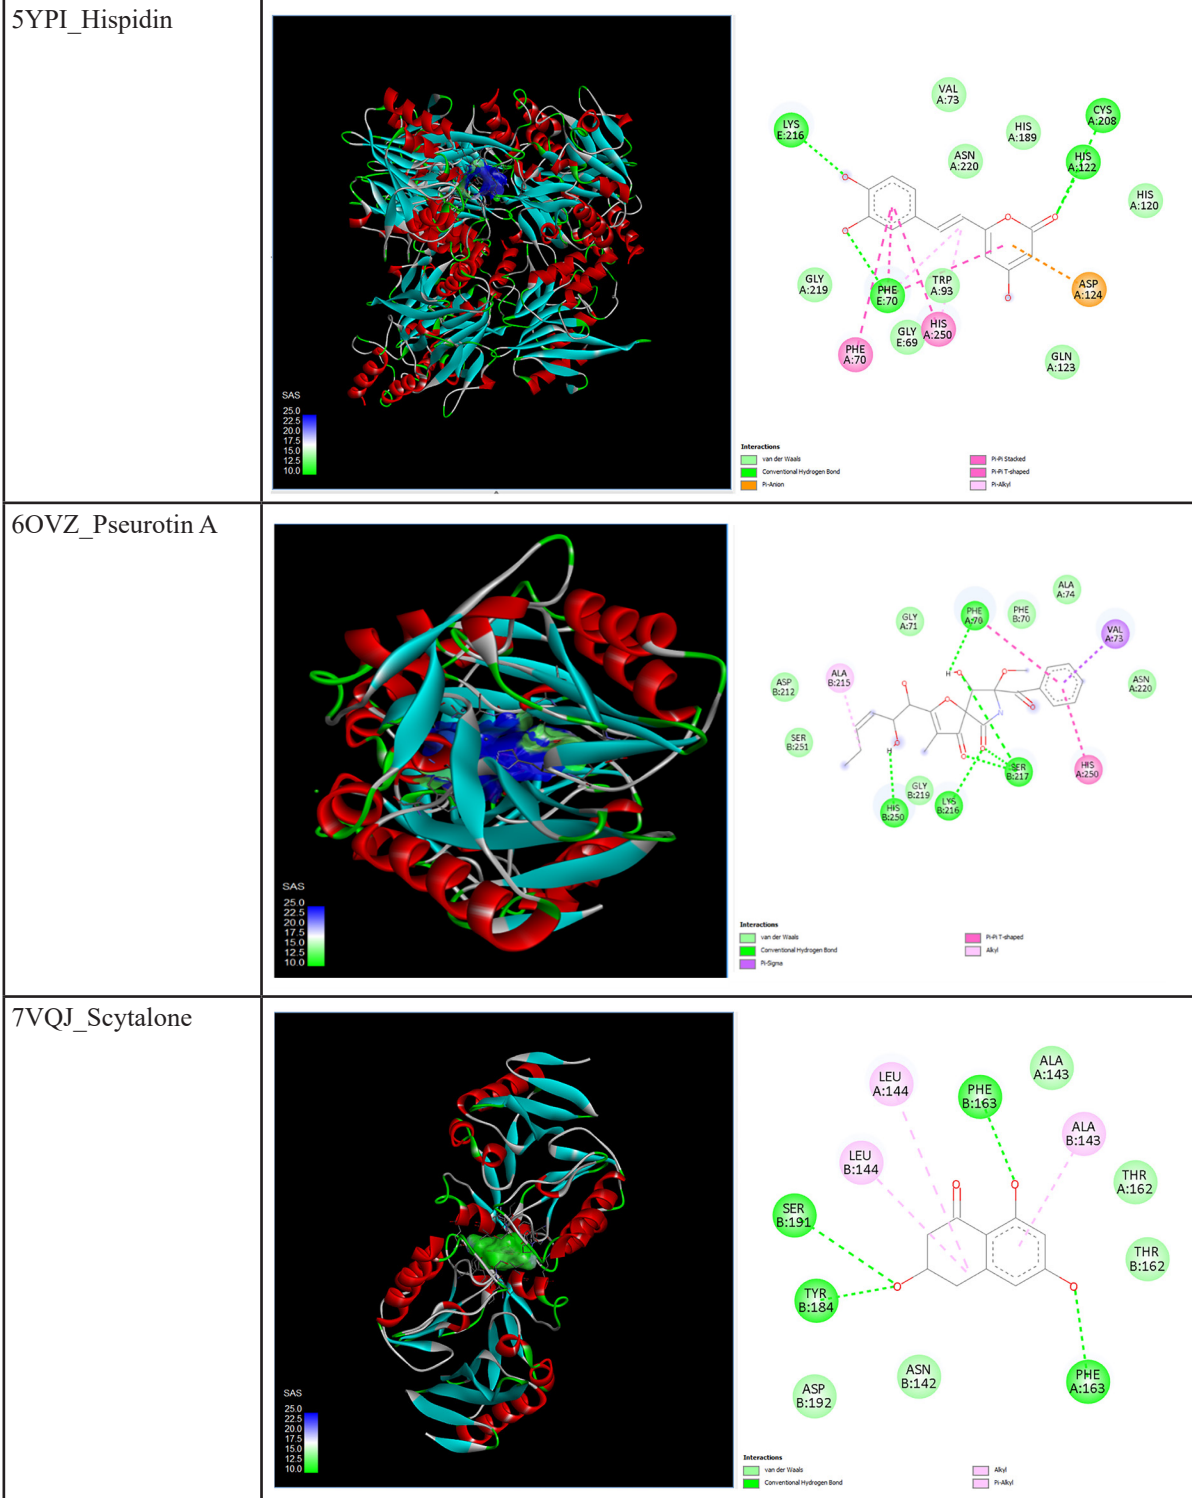 5YPI_Hispidin
SAS
25.0
22.5
20.0
17.5
15.0
12.5
10.0
VAL
A:73
LYS
E:216
CYS
A:208
HIS
A:189
ASN
A:220
HIS
A:122
HIS
A:120
O
O
O
O
O
GLY
A:219
PHE
E:70
TRP
A:93
ASP
A:124
GLY
E:69
HIS
A:250
PHE
A:70
GLN
A:123
Interactions
van der Waals
Conventional Hydrogen Bond
Pi-Anion
Pi-Pi Stacked
Pi-Pi T-shaped
Pi-Alkyl
6OVZ_Pseurotin A
SAS
25.0
22.5
20.0
17.5
15.0
12.5
10.0
ALA
A:74
GLY
A:71
PHE
A:70
PHE
B:70
VAL
A:73
ASP
B:212
ALA
B:215
ASN
A:220
SER
B:251
SER
B:217
HIS
A:250
GLY
B:219
LYS
B:216
HIS
B:250
Interactions
van der Waals
Conventional Hydrogen Bond
Pi-Sigma
Pi-Pi T-shaped
Alkyl
7VQJ_Scytalone
SAS
25.0
22.5
20.0
17.5
15.0
12.5
10.0
ALA
A:143
LEU
A:144
PHE
B:163
ALA
B:143
LEU
B:144
THR
A:162
O
O
SER
B:191
THR
B:162
O
O
TYR
B:184
ASN
B:142
ASP
B:192
PHE
A:163
Interactions
van der Waals
Conventional Hydrogen Bond
Alkyl
Pi-Alkyl